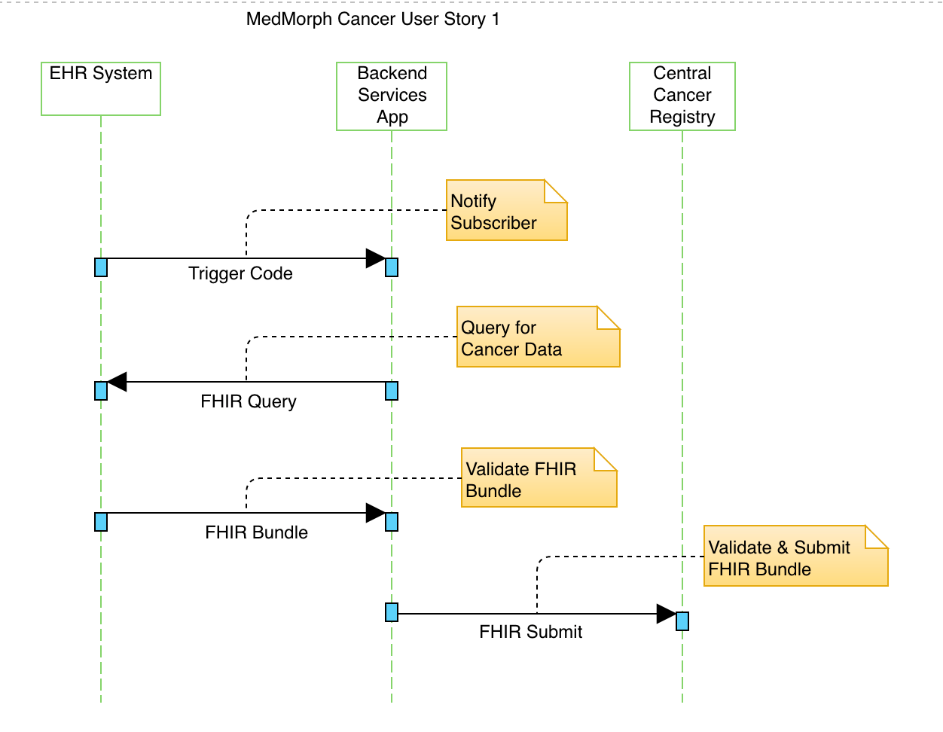 MedMorph Cancer User Story 1
EHR System
Backend
Services
App
Central
Cancer
Registry
Notify
Subscriber
Trigger Code
Query for
Cancer Data
FHIR Query
Validate FHIR
Bundle
FHIR Bundle
Validate & Submit
FHIR Bundle
FHIR Submit